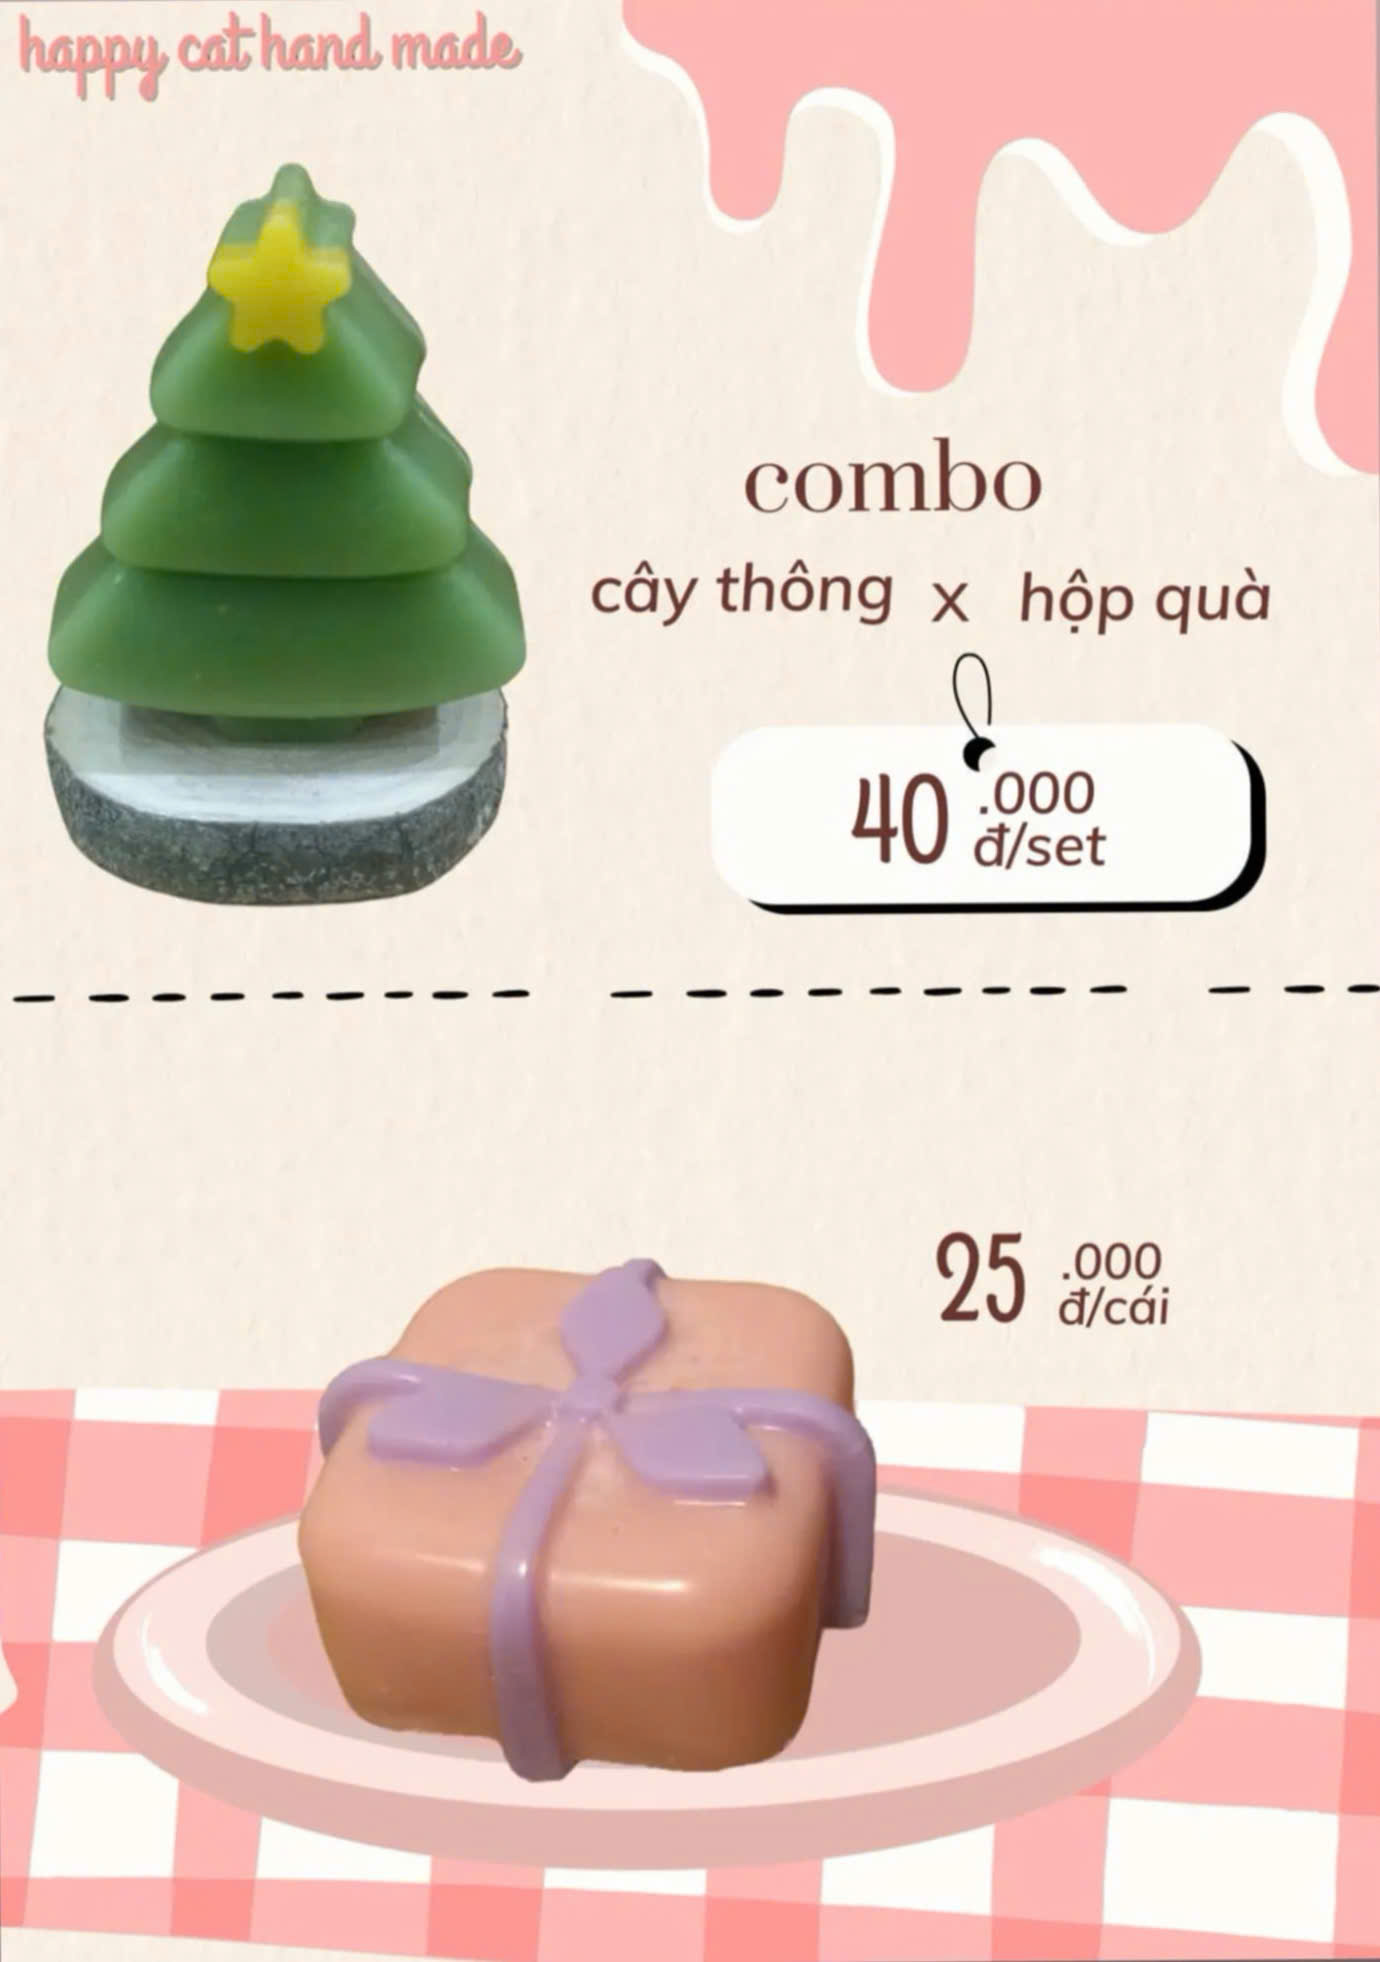 happy cat hand made
combo
cây thông x hộp quà
40.000
đ/set
25.000
đ/cái